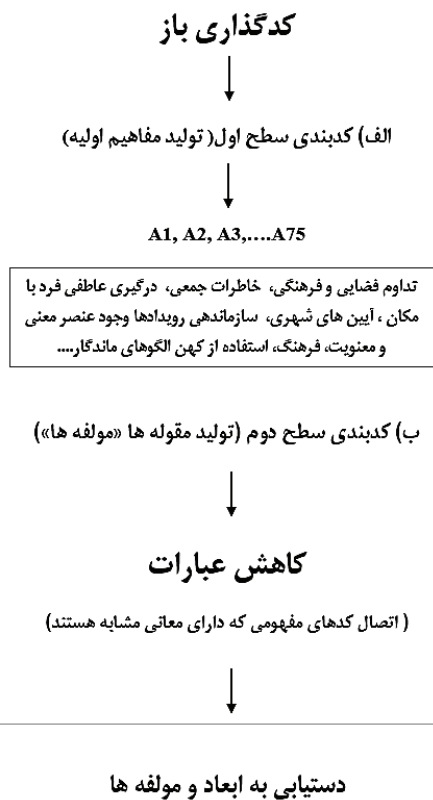 کدگذاری باز
الف) کدبندی سطح اول( تولید مفاهیم اولیه)
A1, A2, A3,....A75
تداوم فضایی و فرهنگی، خاطرات جمعی، درگیری عاطفی فرد با
مکان ، آیین های شهری، سازماندهی رویدادها وجود عنصر معنی
و معنویت، فرهنگ، استفاده از کهن الگوهای ماندگار....
ب) کدبندی سطح دوم (تولید مقوله ها «مولفه ها»)
کاهش عبارات
( اتصال کدهای مفهومی که دارای معانی مشابه هستند)
دستیابی به ابعاد و مولفه ها